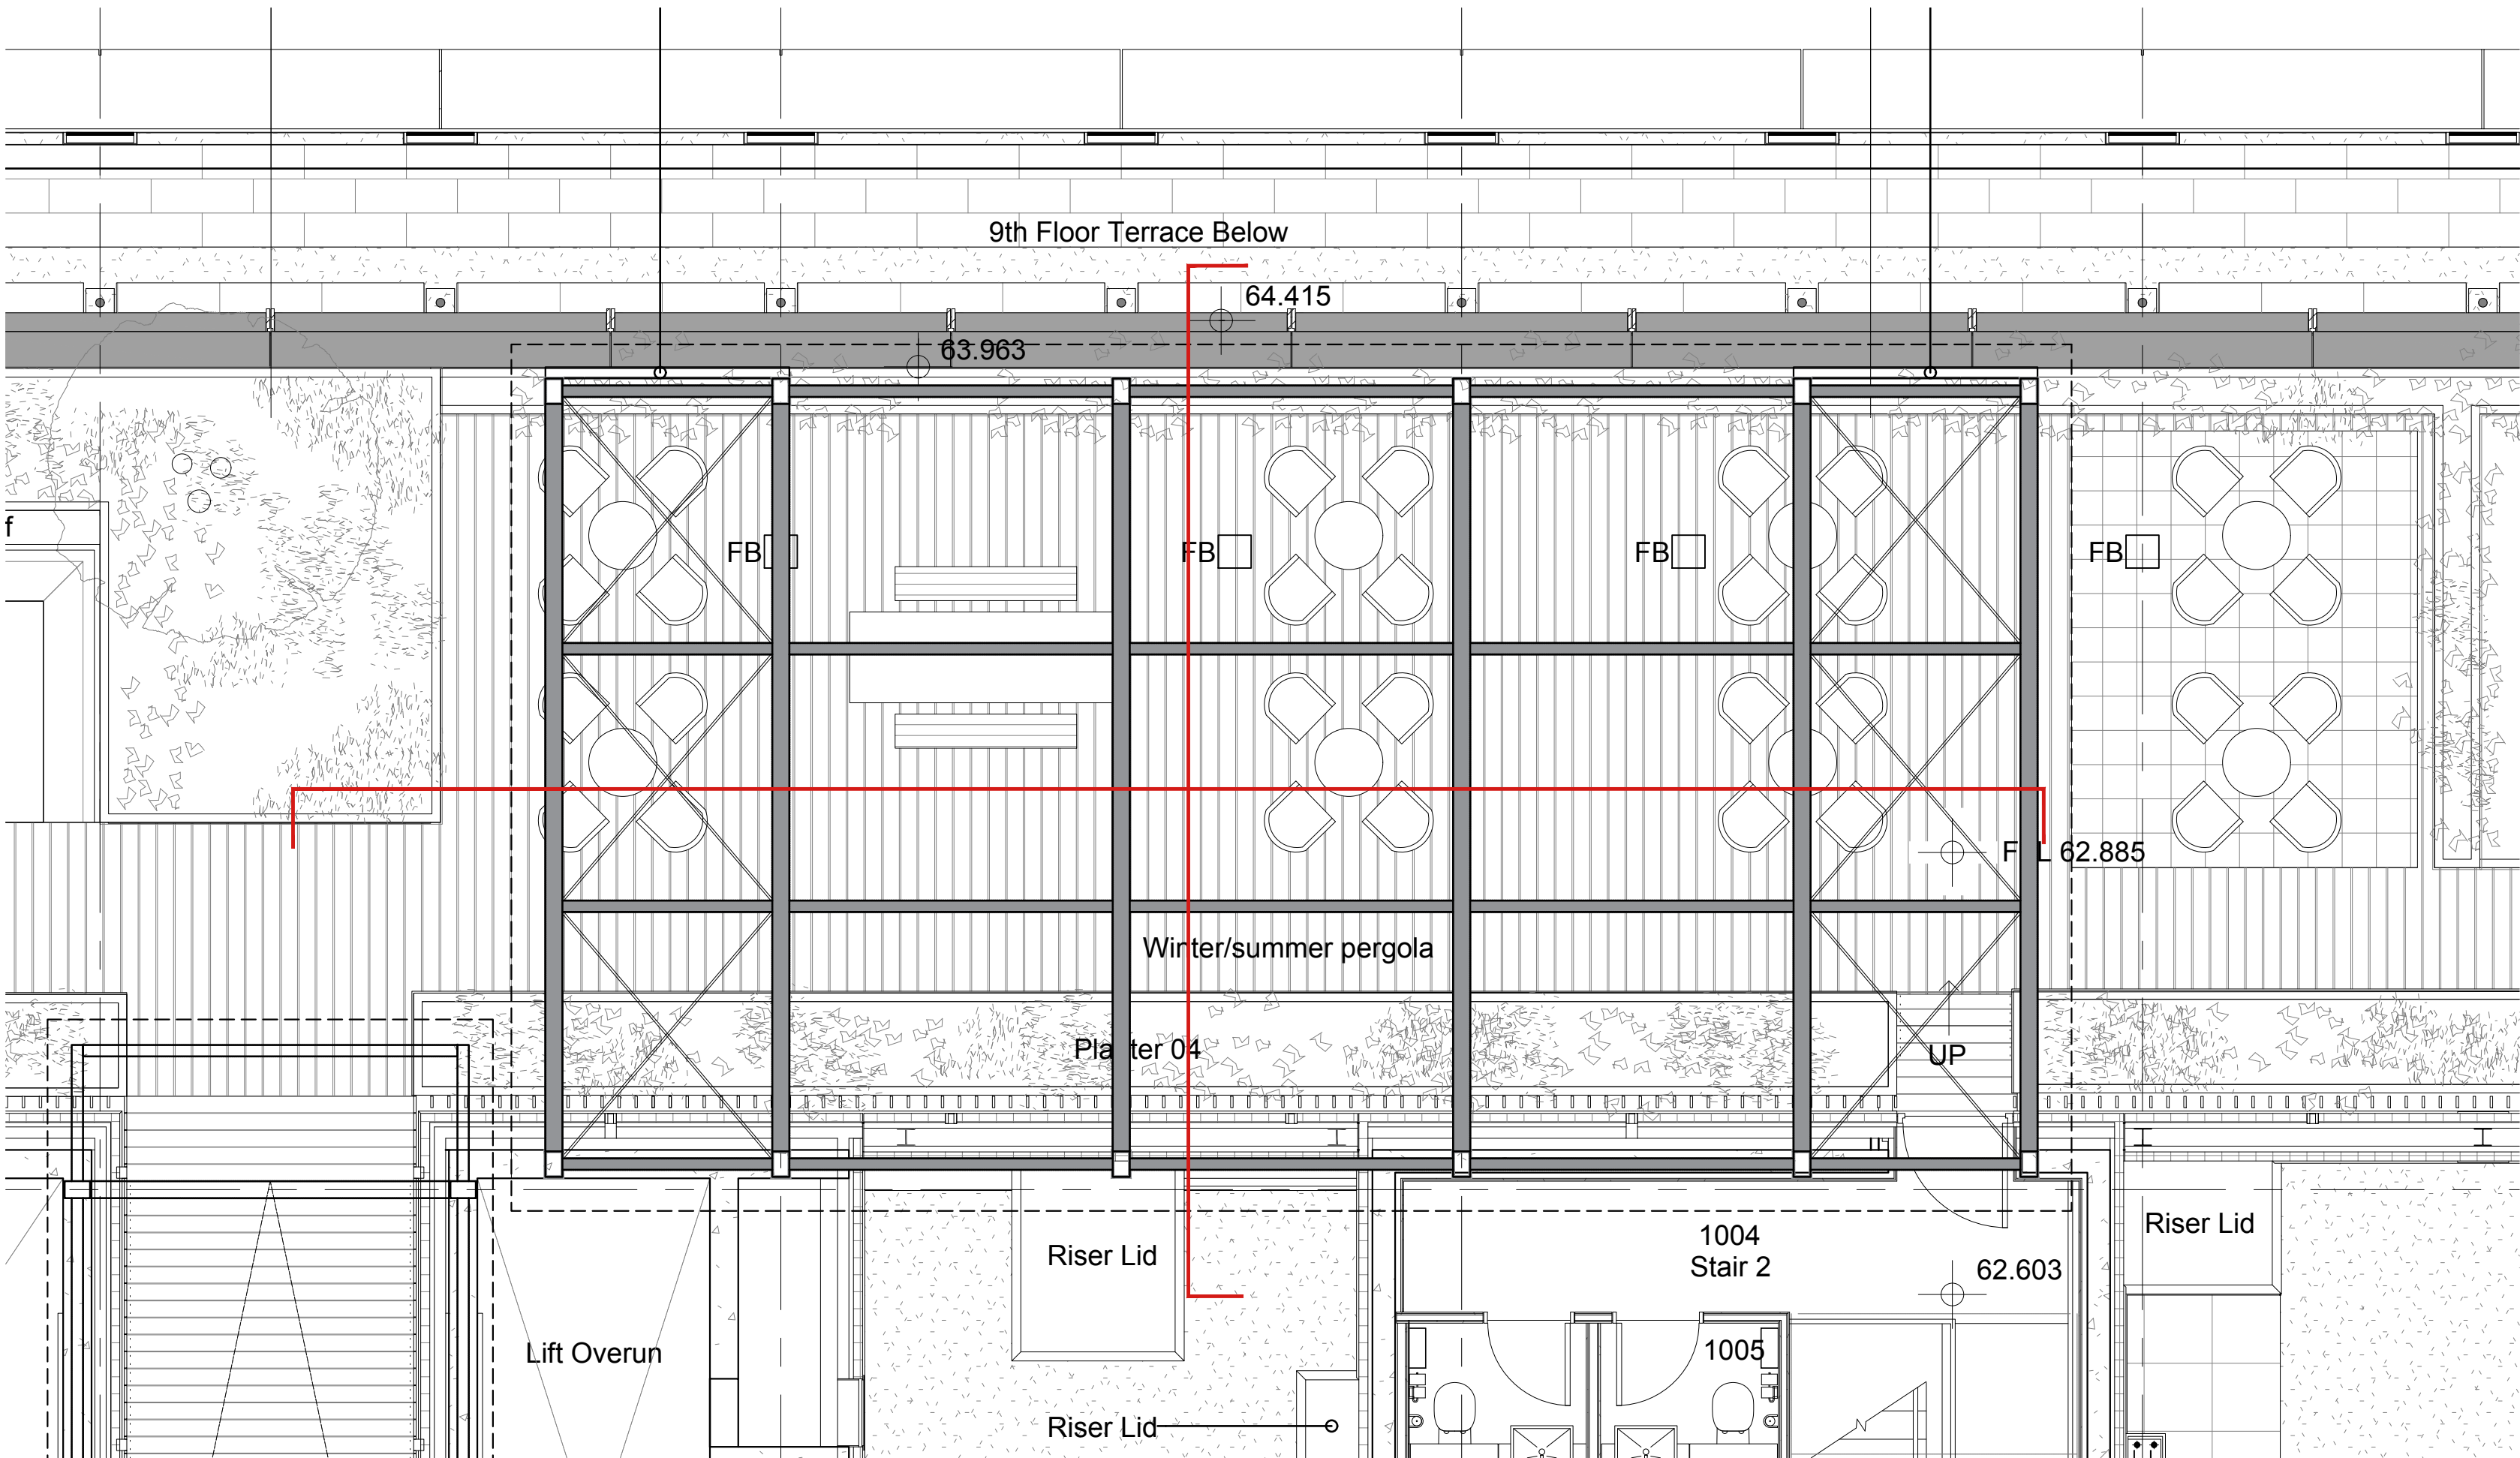 9th Floor Terrace Below
64.415
63.963
f
FB
FB
FB
FB
FFL 62.885
Winter/summer pergola
Planter 04
UP
1004
Stair 2
Riser Lid
Riser Lid
62.603
Lift Overun
1005
Riser Lid